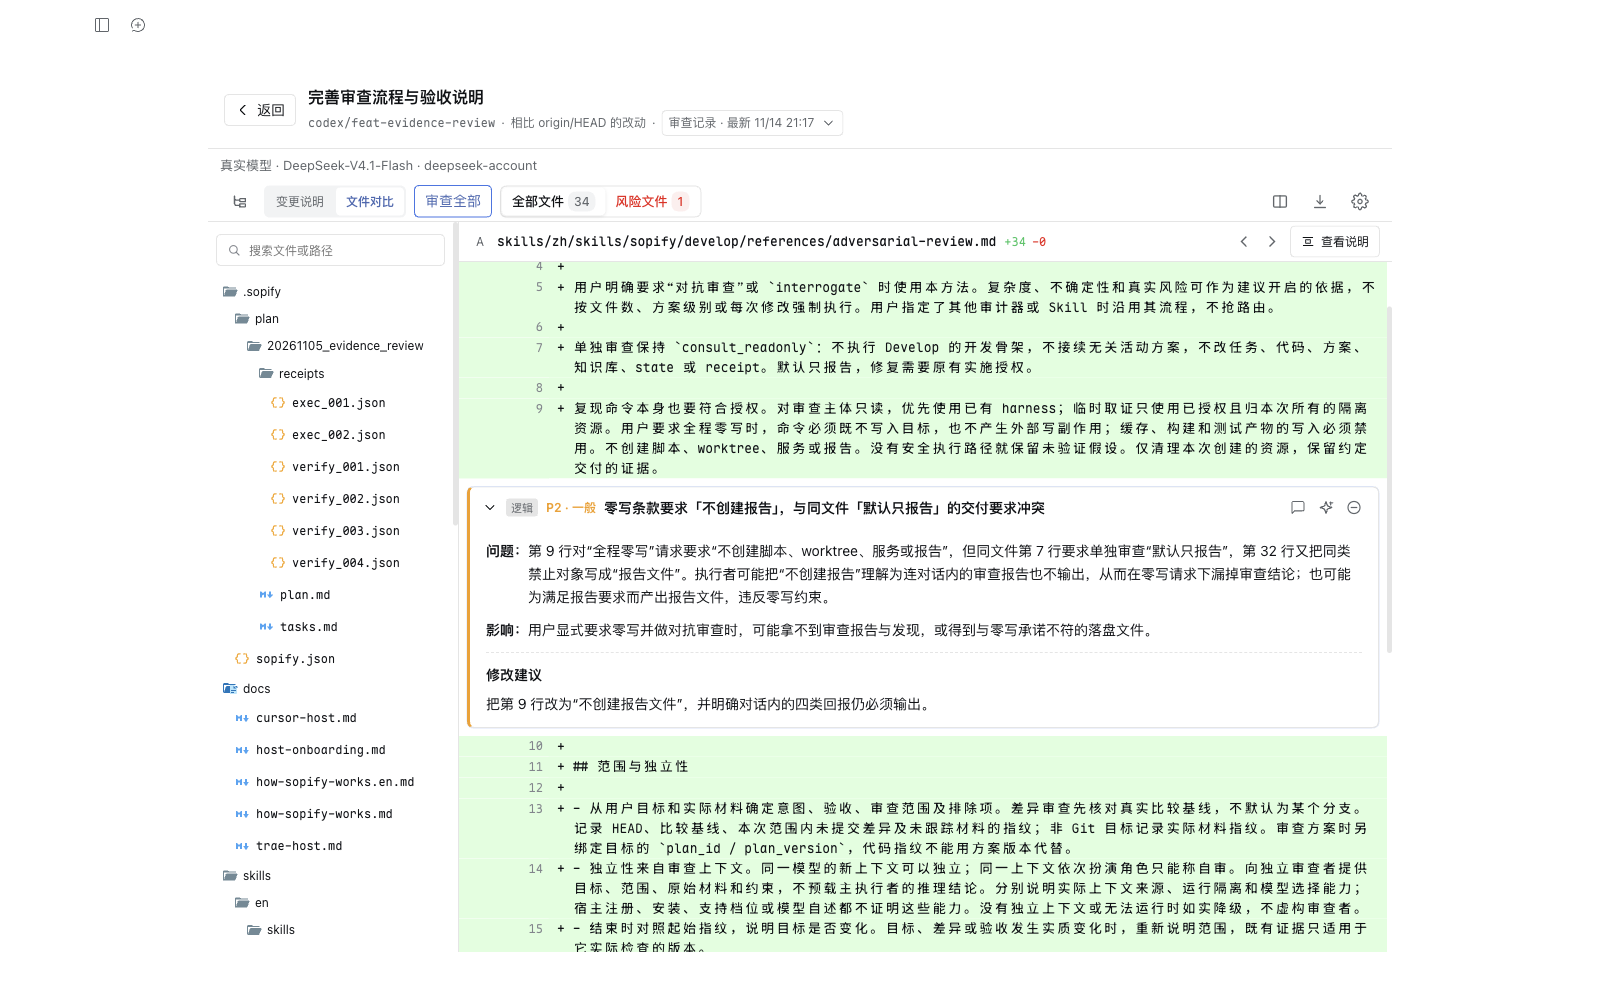 返回
完善审查流程与验收说明
codex/feat-evidence-review · 相比 origin/HEAD 的改动 · 审查记录 · 最新 11/14 21:17
真实模型 · DeepSeek-V4.1-Flash · deepseek-account
变更说明 文件对比 审查全部 全部文件 34 风险文件 1
搜索文件或路径
.sopify
plan
20261105_evidence_review
receipts
{} exec_001.json
{} exec_002.json
{} verify_001.json
{} verify_002.json
{} verify_003.json
{} verify_004.json
M↓ plan.md
M↓ tasks.md
{} sopify.json
docs
M↓ cursor-host.md
M↓ host-onboarding.md
M↓ how-sopify-works.en.md
M↓ how-sopify-works.md
M↓ trae-host.md
skills
en
skills
A skills/zh/skills/sopify/develop/references/adversarial-review.md +34 -0
查看说明
4 +
5 + 用户明确要求“对抗审查”或 `interrogate` 时使用本方法。复杂度、不确定性和真实风险可作为建议开启的依据，不
按文件数、方案级别或每次修改强制执行。用户指定了其他审计器或 Skill 时沿用其流程，不抢路由。
6 +
7 + 单独审查保持 `consult_readonly`：不执行 Develop 的开发骨架，不接续无关活动方案，不改任务、代码、方案、
知识库、state 或 receipt。默认只报告，修复需要原有实施授权。
8 +
9 + 复现命令本身也要符合授权。对审查主体只读，优先使用已有 harness；临时取证只使用已授权且归本次所有的隔离
资源。用户要求全程零写时，命令必须既不写入目标，也不产生外部写副作用；缓存、构建和测试产物的写入必须禁
用。不创建脚本、worktree、服务或报告。没有安全执行路径就保留未验证假设。仅清理本次创建的资源，保留约定
交付的证据。
逻辑 P2 · 一般 零写条款要求「不创建报告」，与同文件「默认只报告」的交付要求冲突
问题：第 9 行对“全程零写”请求要求“不创建脚本、worktree、服务或报告”，但同文件第 7 行要求单独审查“默认只报告”，第 32 行又把同类
禁止对象写成“报告文件”。执行者可能把“不创建报告”理解为连对话内的审查报告也不输出，从而在零写请求下漏掉审查结论；也可能
为满足报告要求而产出报告文件，违反零写约束。
影响：用户显式要求零写并做对抗审查时，可能拿不到审查报告与发现，或得到与零写承诺不符的落盘文件。
修改建议
把第 9 行改为“不创建报告文件”，并明确对话内的四类回报仍必须输出。
10 +
11 + ## 范围与独立性
12 +
13 + - 从用户目标和实际材料确定意图、验收、审查范围及排除项。差异审查先核对真实比较基线，不默认为某个分支。
记录 HEAD、比较基线、本次范围内未提交差异及未跟踪材料的指纹；非 Git 目标记录实际材料指纹。审查方案时另
绑定目标的 `plan_id / plan_version`，代码指纹不能用方案版本代替。
14 + - 独立性来自审查上下文。同一模型的新上下文可以独立；同一上下文依次扮演角色只能称自审。向独立审查者提供
目标、范围、原始材料和约束，不预载主执行者的推理结论。分别说明实际上下文来源、运行隔离和模型选择能力；
宿主注册、安装、支持档位或模型自述都不证明这些能力。没有独立上下文或无法运行时如实降级，不虚构审查者。
15 + - 结束时对照起始指纹，说明目标是否变化。目标、差异或验收发生实质变化时，重新说明范围，既有证据只适用于
它实际检查的版本。